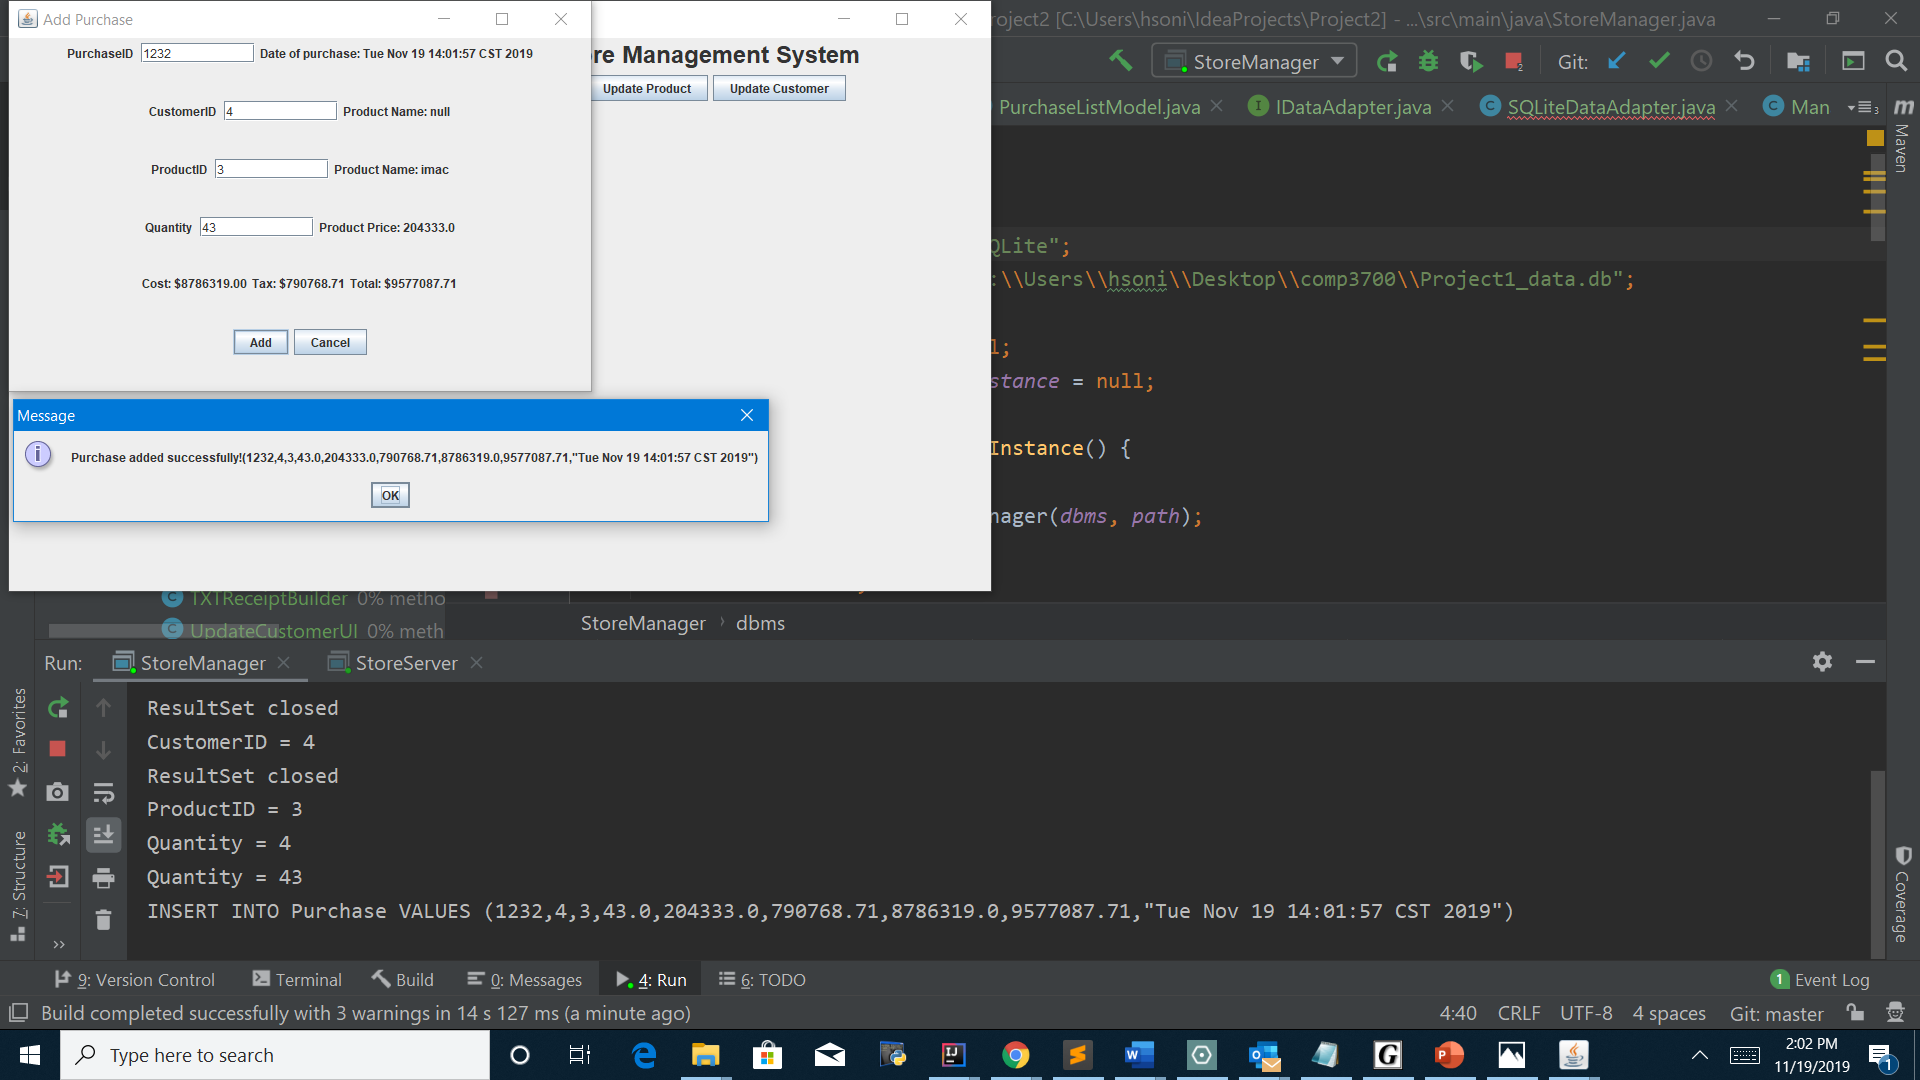 Add Purchase
PurchaseID 1232 Date of purchase: Tue Nov 19 14:01:57 CST 2019
CustomerID 4 Product Name: null
ProductID 3 Product Name: imac
Quantity 43 Product Price: 204333.0
Cost: $8786319.00 Tax: $790768.71 Total: $9577087.71
Add Cancel
re Management System
Update Product Update Customer
Message
Purchase added successfully!(1232,4,3,43.0,204333.0,790768.71,8786319.0,9577087.71,"Tue Nov 19 14:01:57 CST 2019")
OK
roject2 [C:\Users\hsoni\IdeaProjects\Project2] - ...\src\main\java\StoreManager.java
StoreManager
2
Git:
PurchaseListModel.java IDataAdapter.java SQLiteDataAdapter.java Man 3
m Maven
QLite";
:\\Users\\hsoni\\Desktop\\comp3700\\Project1_data.db";
l;
stance = null;
Instance() {
nager(dbms, path);
TXTReceiptBuilder 0% metho
UpdateCustomerUI 0% meth
StoreManager › dbms
Run: StoreManager StoreServer
ResultSet closed
CustomerID = 4
ResultSet closed
ProductID = 3
Quantity = 4
Quantity = 43
INSERT INTO Purchase VALUES (1232,4,3,43.0,204333.0,790768.71,8786319.0,9577087.71,"Tue Nov 19 14:01:57 CST 2019")
2: Favorites
7: Structure
Coverage
9: Version Control Terminal Build 0: Messages 4: Run 6: TODO 1 Event Log
Build completed successfully with 3 warnings in 14 s 127 ms (a minute ago) 4:40 CRLF UTF-8 4 spaces Git: master
Type here to search
2:02 PM
11/19/2019
1